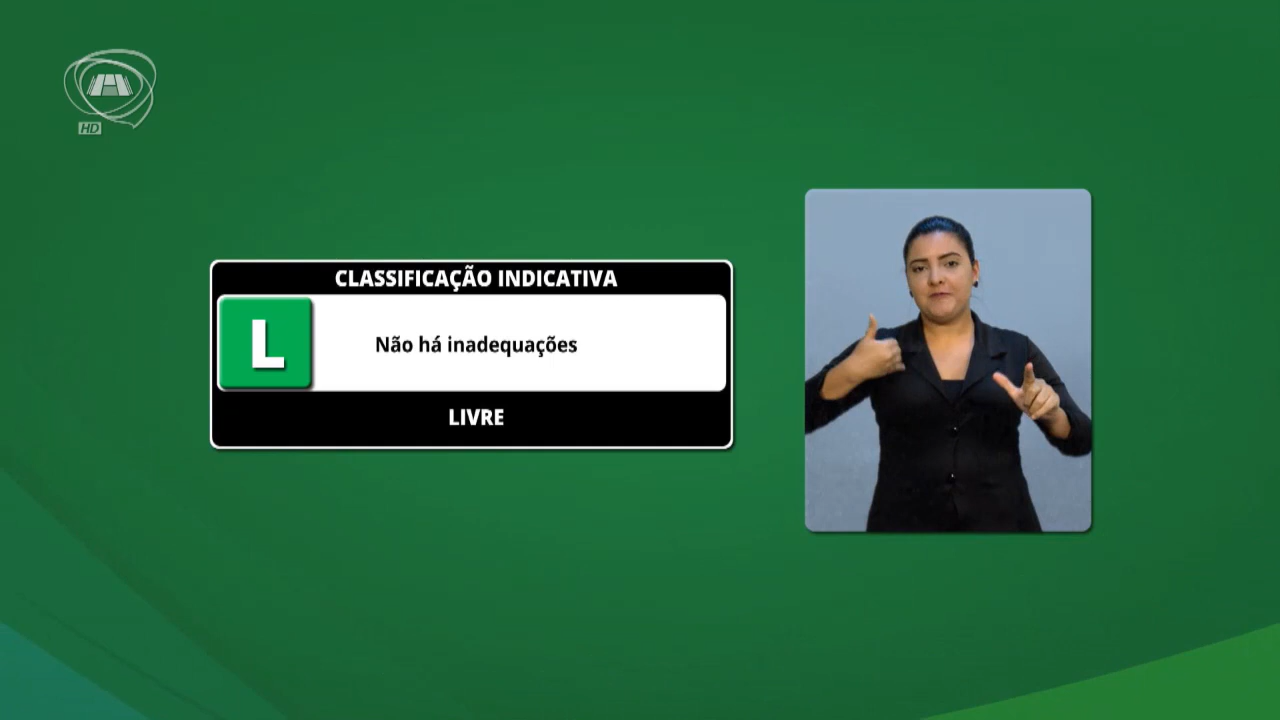 HD
CLASSIFICAÇÃO INDICATIVA
L
Não há inadequações
LIVRE